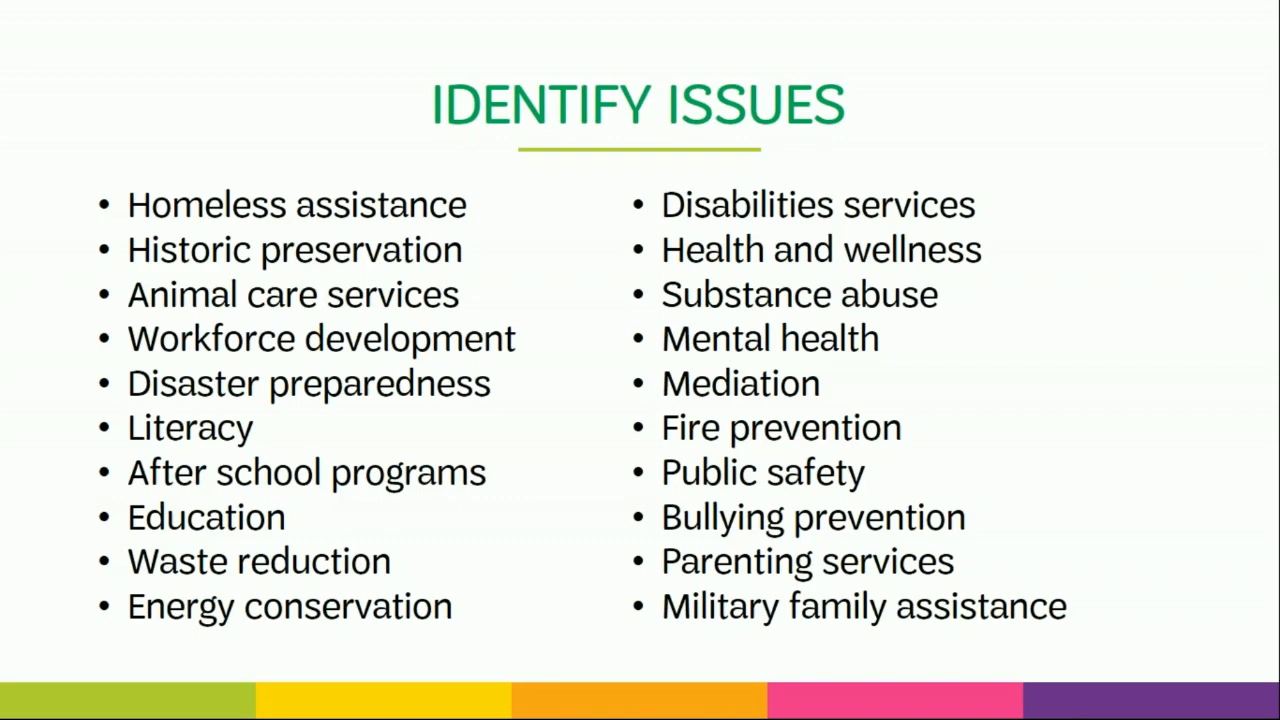 IDENTIFY ISSUES
• Homeless assistance
• Historic preservation
• Animal care services
• Workforce development
• Disaster preparedness
• Literacy
• After school programs
• Education
• Waste reduction
• Energy conservation
• Disabilities services
• Health and wellness
• Substance abuse
• Mental health
• Mediation
• Fire prevention
• Public safety
• Bullying prevention
• Parenting services
• Military family assistance